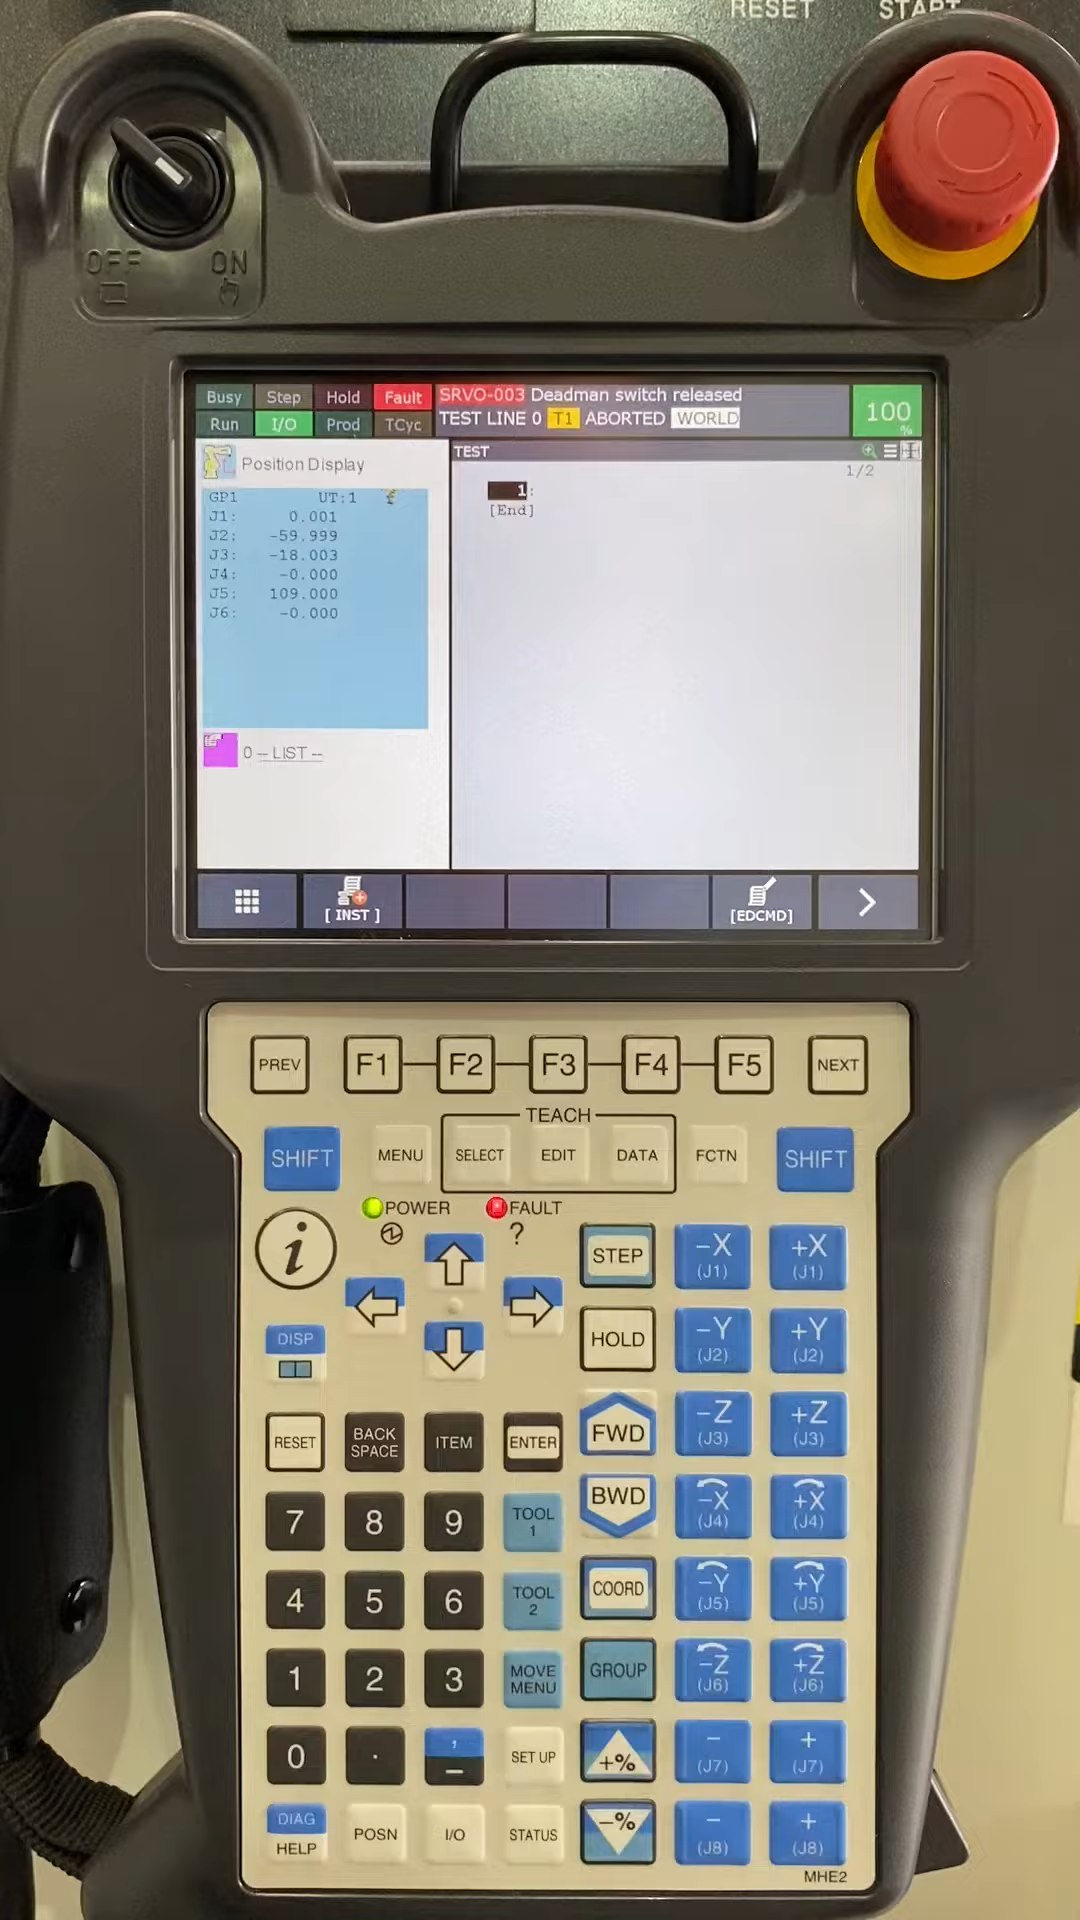 RESET START
OFF ON
Busy Step Hold Fault SRVO-003 Deadman switch released
Run I/O Prod TCyc TEST LINE 0 T1 ABORTED WORLD 100 %
Position Display
GP1 UT:1
J1: 0.001
J2: -59.999
J3: -18.003
J4: -0.000
J5: 109.000
J6: -0.000
0 -- LIST --
TEST
1/2
1:
[End]
[ INST ] [EDCMD]
PREV F1 F2 F3 F4 F5 NEXT
TEACH
SHIFT MENU SELECT EDIT DATA FCTN SHIFT
POWER FAULT
i ? STEP -X (J1) +X (J1)
DISP HOLD -Y (J2) +Y (J2)
RESET BACK SPACE ITEM ENTER FWD -Z (J3) +Z (J3)
7 8 9 TOOL 1 BWD -X (J4) +X (J4)
4 5 6 TOOL 2 COORD -Y (J5) +Y (J5)
1 2 3 MOVE MENU GROUP -Z (J6) +Z (J6)
0 . , - SET UP +% - (J7) + (J7)
DIAG HELP POSN I/O STATUS -% - (J8) + (J8)
MHE2